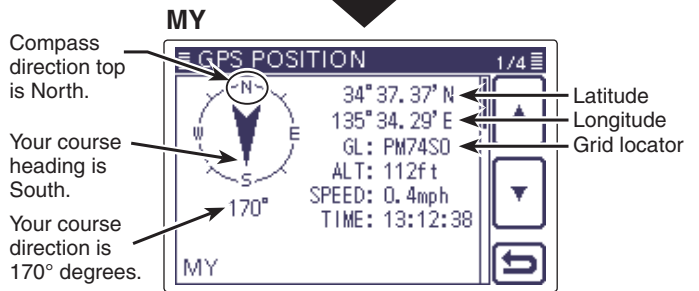 MY
Compass
direction top
is North.
Your course
heading is
South.
Your course
direction is
170° degrees.
GPS POSITION
1/4
N
W
E
S
170°
34°37.37'N
135°34.29'E
GL: PM74SO
ALT: 112ft
SPEED: 0.4mph
TIME: 13:12:38
MY
Latitude
Longitude
Grid locator